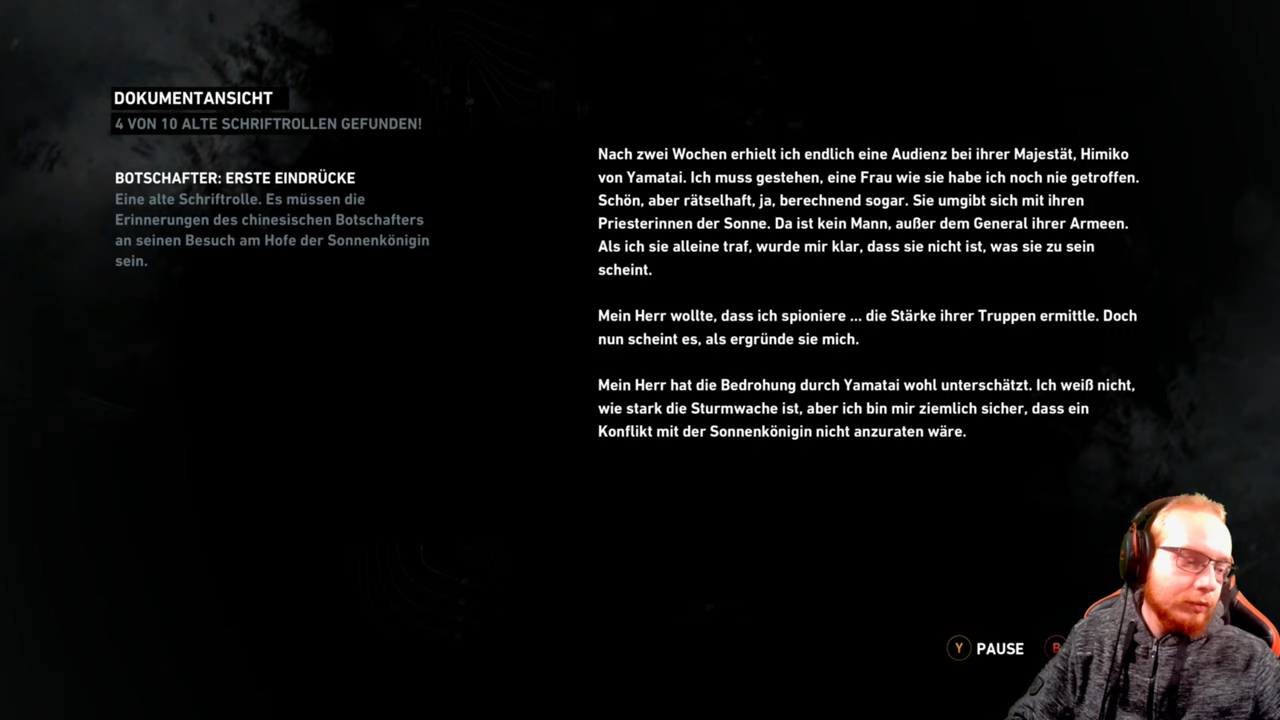 DOKUMENTANSICHT
4 VON 10 ALTE SCHRIFTROLLEN GEFUNDEN!
BOTSCHAFTER: ERSTE EINDRÜCKE
Eine alte Schriftrolle. Es müssen die
Erinnerungen des chinesischen Botschafters
an seinen Besuch am Hofe der Sonnenkönigin
sein.
Nach zwei Wochen erhielt ich endlich eine Audienz bei ihrer Majestät, Himiko
von Yamatai. Ich muss gestehen, eine Frau wie sie habe ich noch nie getroffen.
Schön, aber rätselhaft, ja, berechnend sogar. Sie umgibt sich mit ihren
Priesterinnen der Sonne. Da ist kein Mann, außer dem General ihrer Armeen.
Als ich sie alleine traf, wurde mir klar, dass sie nicht ist, was sie zu sein
scheint.
Mein Herr wollte, dass ich spioniere ... die Stärke ihrer Truppen ermittle. Doch
nun scheint es, als ergründe sie mich.
Mein Herr hat die Bedrohung durch Yamatai wohl unterschätzt. Ich weiß nicht,
wie stark die Sturmwache ist, aber ich bin mir ziemlich sicher, dass ein
Konflikt mit der Sonnenkönigin nicht anzuraten wäre.
Y PAUSE B